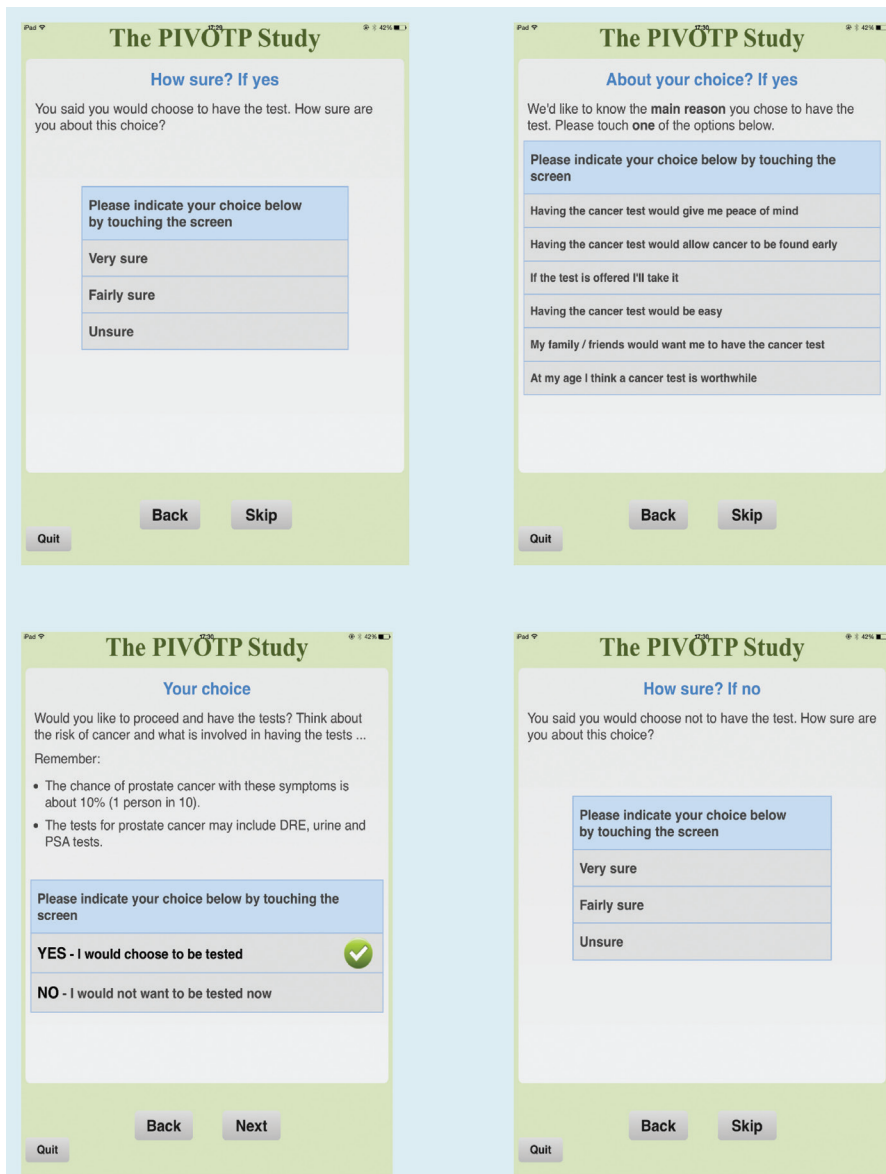 iPad
17:29
42%
The PIVOTP Study
How sure? If yes
You said you would choose to have the test. How sure are
you about this choice?
Please indicate your choice below
by touching the screen
Very sure
Fairly sure
Unsure
Back
Skip
Quit
iPad
17:30
42%
The PIVOTP Study
About your choice? If yes
We'd like to know the main reason you chose to have the
test. Please touch one of the options below.
Please indicate your choice below by touching the
screen
Having the cancer test would give me peace of mind
Having the cancer test would allow cancer to be found early
If the test is offered I'll take it
Having the cancer test would be easy
My family / friends would want me to have the cancer test
At my age I think a cancer test is worthwhile
Back
Skip
Quit
iPad
17:30
42%
The PIVOTP Study
Your choice
Would you like to proceed and have the tests? Think about
the risk of cancer and what is involved in having the tests ...
Remember:
• The chance of prostate cancer with these symptoms is
about 10% (1 person in 10).
• The tests for prostate cancer may include DRE, urine and
PSA tests.
Please indicate your choice below by touching the
screen
YES - I would choose to be tested
NO - I would not want to be tested now
Back
Next
Quit
iPad
17:30
42%
The PIVOTP Study
How sure? If no
You said you would choose not to have the test. How sure are
you about this choice?
Please indicate your choice below
by touching the screen
Very sure
Fairly sure
Unsure
Back
Skip
Quit